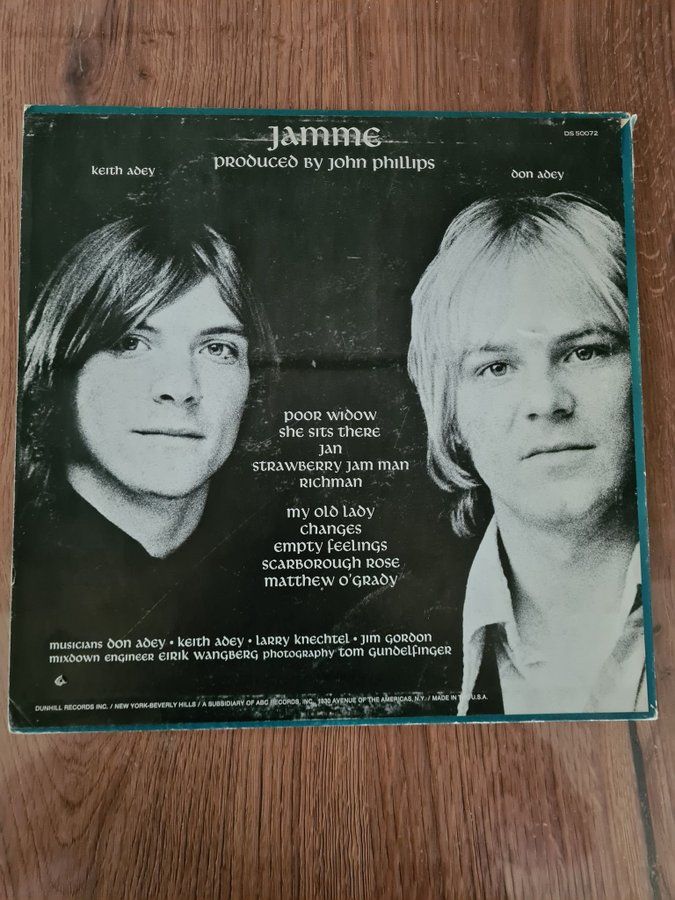 Jamme
DS 50072
produced by John Phillips
keith adey
don adey
poor widow
she sits there
jan
strawberry jam man
richman
my old lady
changes
empty feelings
scarborough rose
matthew o'grady
musicians don adey • keith adey • larry knechtel • jim gordon
mixdown engineer eirik wangberg photography tom gundelfinger
DUNHILL RECORDS INC. / NEW YORK-BEVERLY HILLS / A SUBSIDIARY OF ABC RECORDS, INC., 1330 AVENUE OF THE AMERICAS, N.Y. / MADE IN U.S.A.